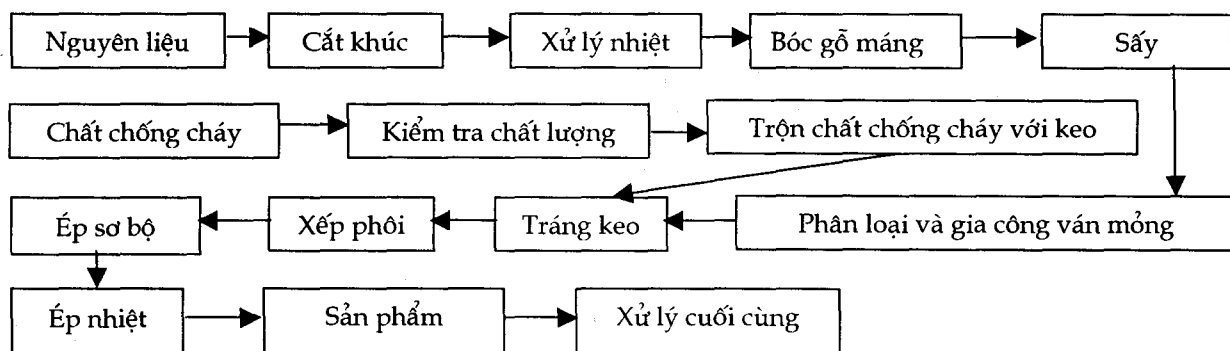 Nguyên liệu
Cắt khúc
Xử lý nhiệt
Bóc gỗ máng
Sấy
Chất chống cháy
Kiểm tra chất lượng
Trộn chất chống cháy với keo
Ép sơ bộ
Xếp phôi
Tráng keo
Phân loại và gia công ván mỏng
Ép nhiệt
Sản phẩm
Xử lý cuối cùng